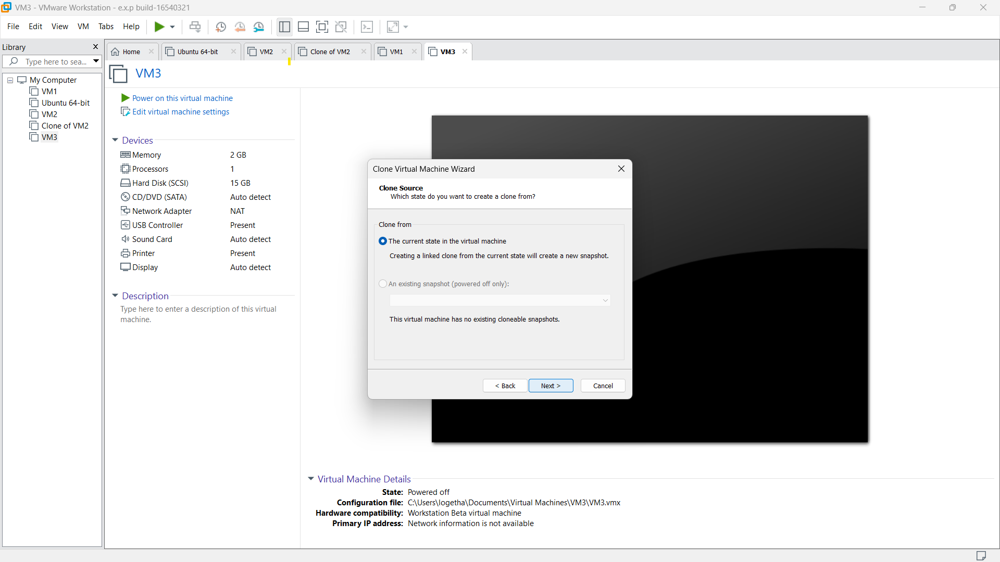 VM3 - VMware Workstation - e.x.p build-16540321
File Edit View VM Tabs Help
Library
Type here to sea...
My Computer
VM1
Ubuntu 64-bit
VM2
Clone of VM2
VM3
Home
Ubuntu 64-bit
VM2
Clone of VM2
VM1
VM3
VM3
Power on this virtual machine
Edit virtual machine settings
Devices
Memory 2 GB
Processors 1
Hard Disk (SCSI) 15 GB
CD/DVD (SATA) Auto detect
Network Adapter NAT
USB Controller Present
Sound Card Auto detect
Printer Present
Display Auto detect
Description
Type here to enter a description of this virtual
machine.
Clone Virtual Machine Wizard
Clone Source
Which state do you want to create a clone from?
Clone from
The current state in the virtual machine
Creating a linked clone from the current state will create a new snapshot.
An existing snapshot (powered off only):
This virtual machine has no existing cloneable snapshots.
< Back
Next >
Cancel
Virtual Machine Details
State: Powered off
Configuration file: C:\Users\logetha\Documents\Virtual Machines\VM3\VM3.vmx
Hardware compatibility: Workstation Beta virtual machine
Primary IP address: Network information is not available